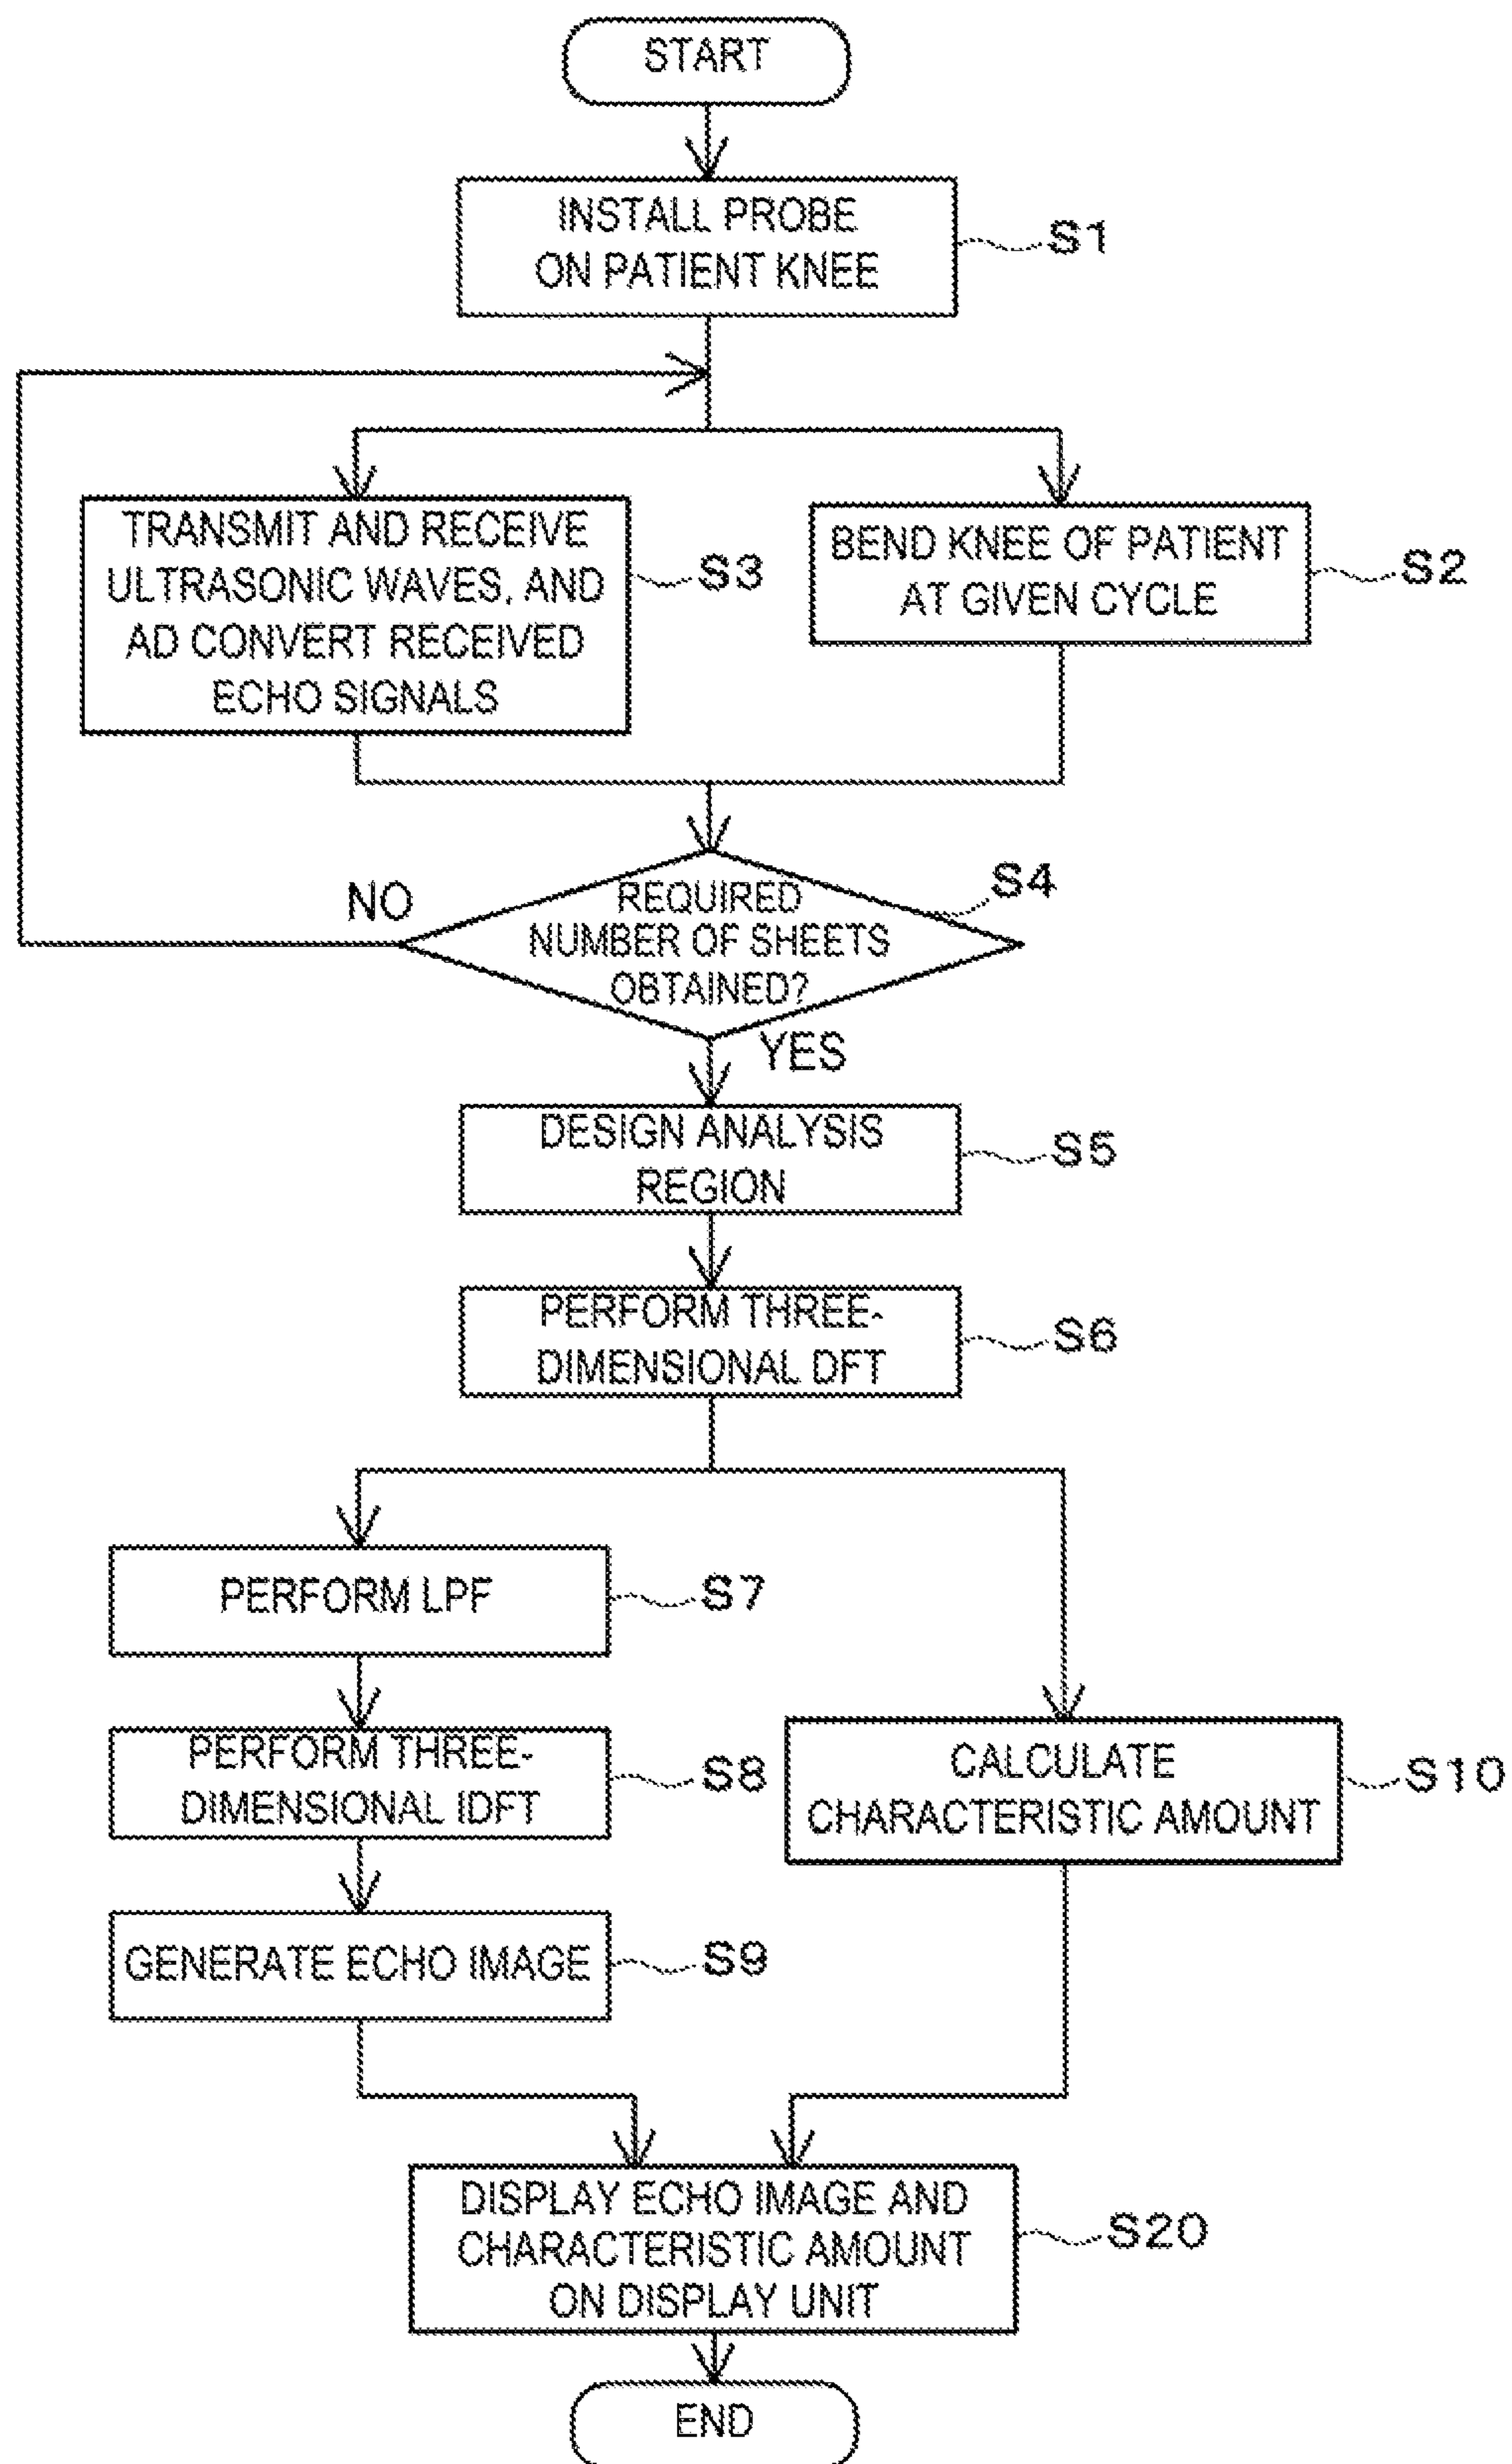 START
INSTALL PROBE
ON PATIENT KNEE
S1
TRANSMIT AND RECEIVE
ULTRASONIC WAVES, AND
AD CONVERT RECEIVED
ECHO SIGNALS
S3
BEND KNEE OF PATIENT
AT GIVEN CYCLE
S2
NO
REQUIRED
NUMBER OF SHEETS
OBTAINED?
S4
YES
DESIGN ANALYSIS
REGION
S5
PERFORM THREE-
DIMENSIONAL DFT
S6
PERFORM LPF
S7
PERFORM THREE-
DIMENSIONAL IDFT
S8
GENERATE ECHO IMAGE
S9
CALCULATE
CHARACTERISTIC AMOUNT
S10
DISPLAY ECHO IMAGE AND
CHARACTERISTIC AMOUNT
ON DISPLAY UNIT
S20
END